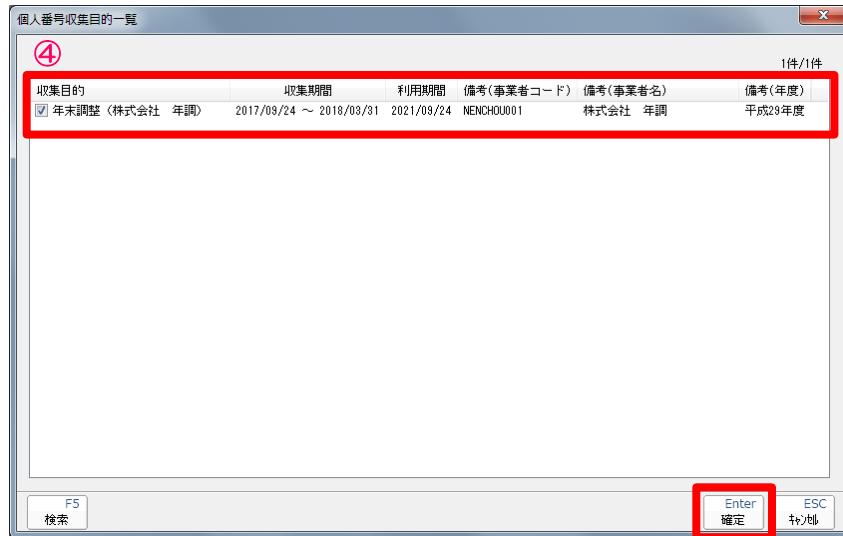 個人番号収集目的一覧
④
1件/1件
収集目的 収集期間 利用期間 備考(事業者コード) 備考(事業者名) 備考(年度)
年末調整（株式会社　年調） 2017/09/24 ～ 2018/03/31 2021/09/24 NENCHOU001 株式会社　年調 平成29年度
F5 Enter ESC
検索 確定 ｷｬﾝｾﾙ